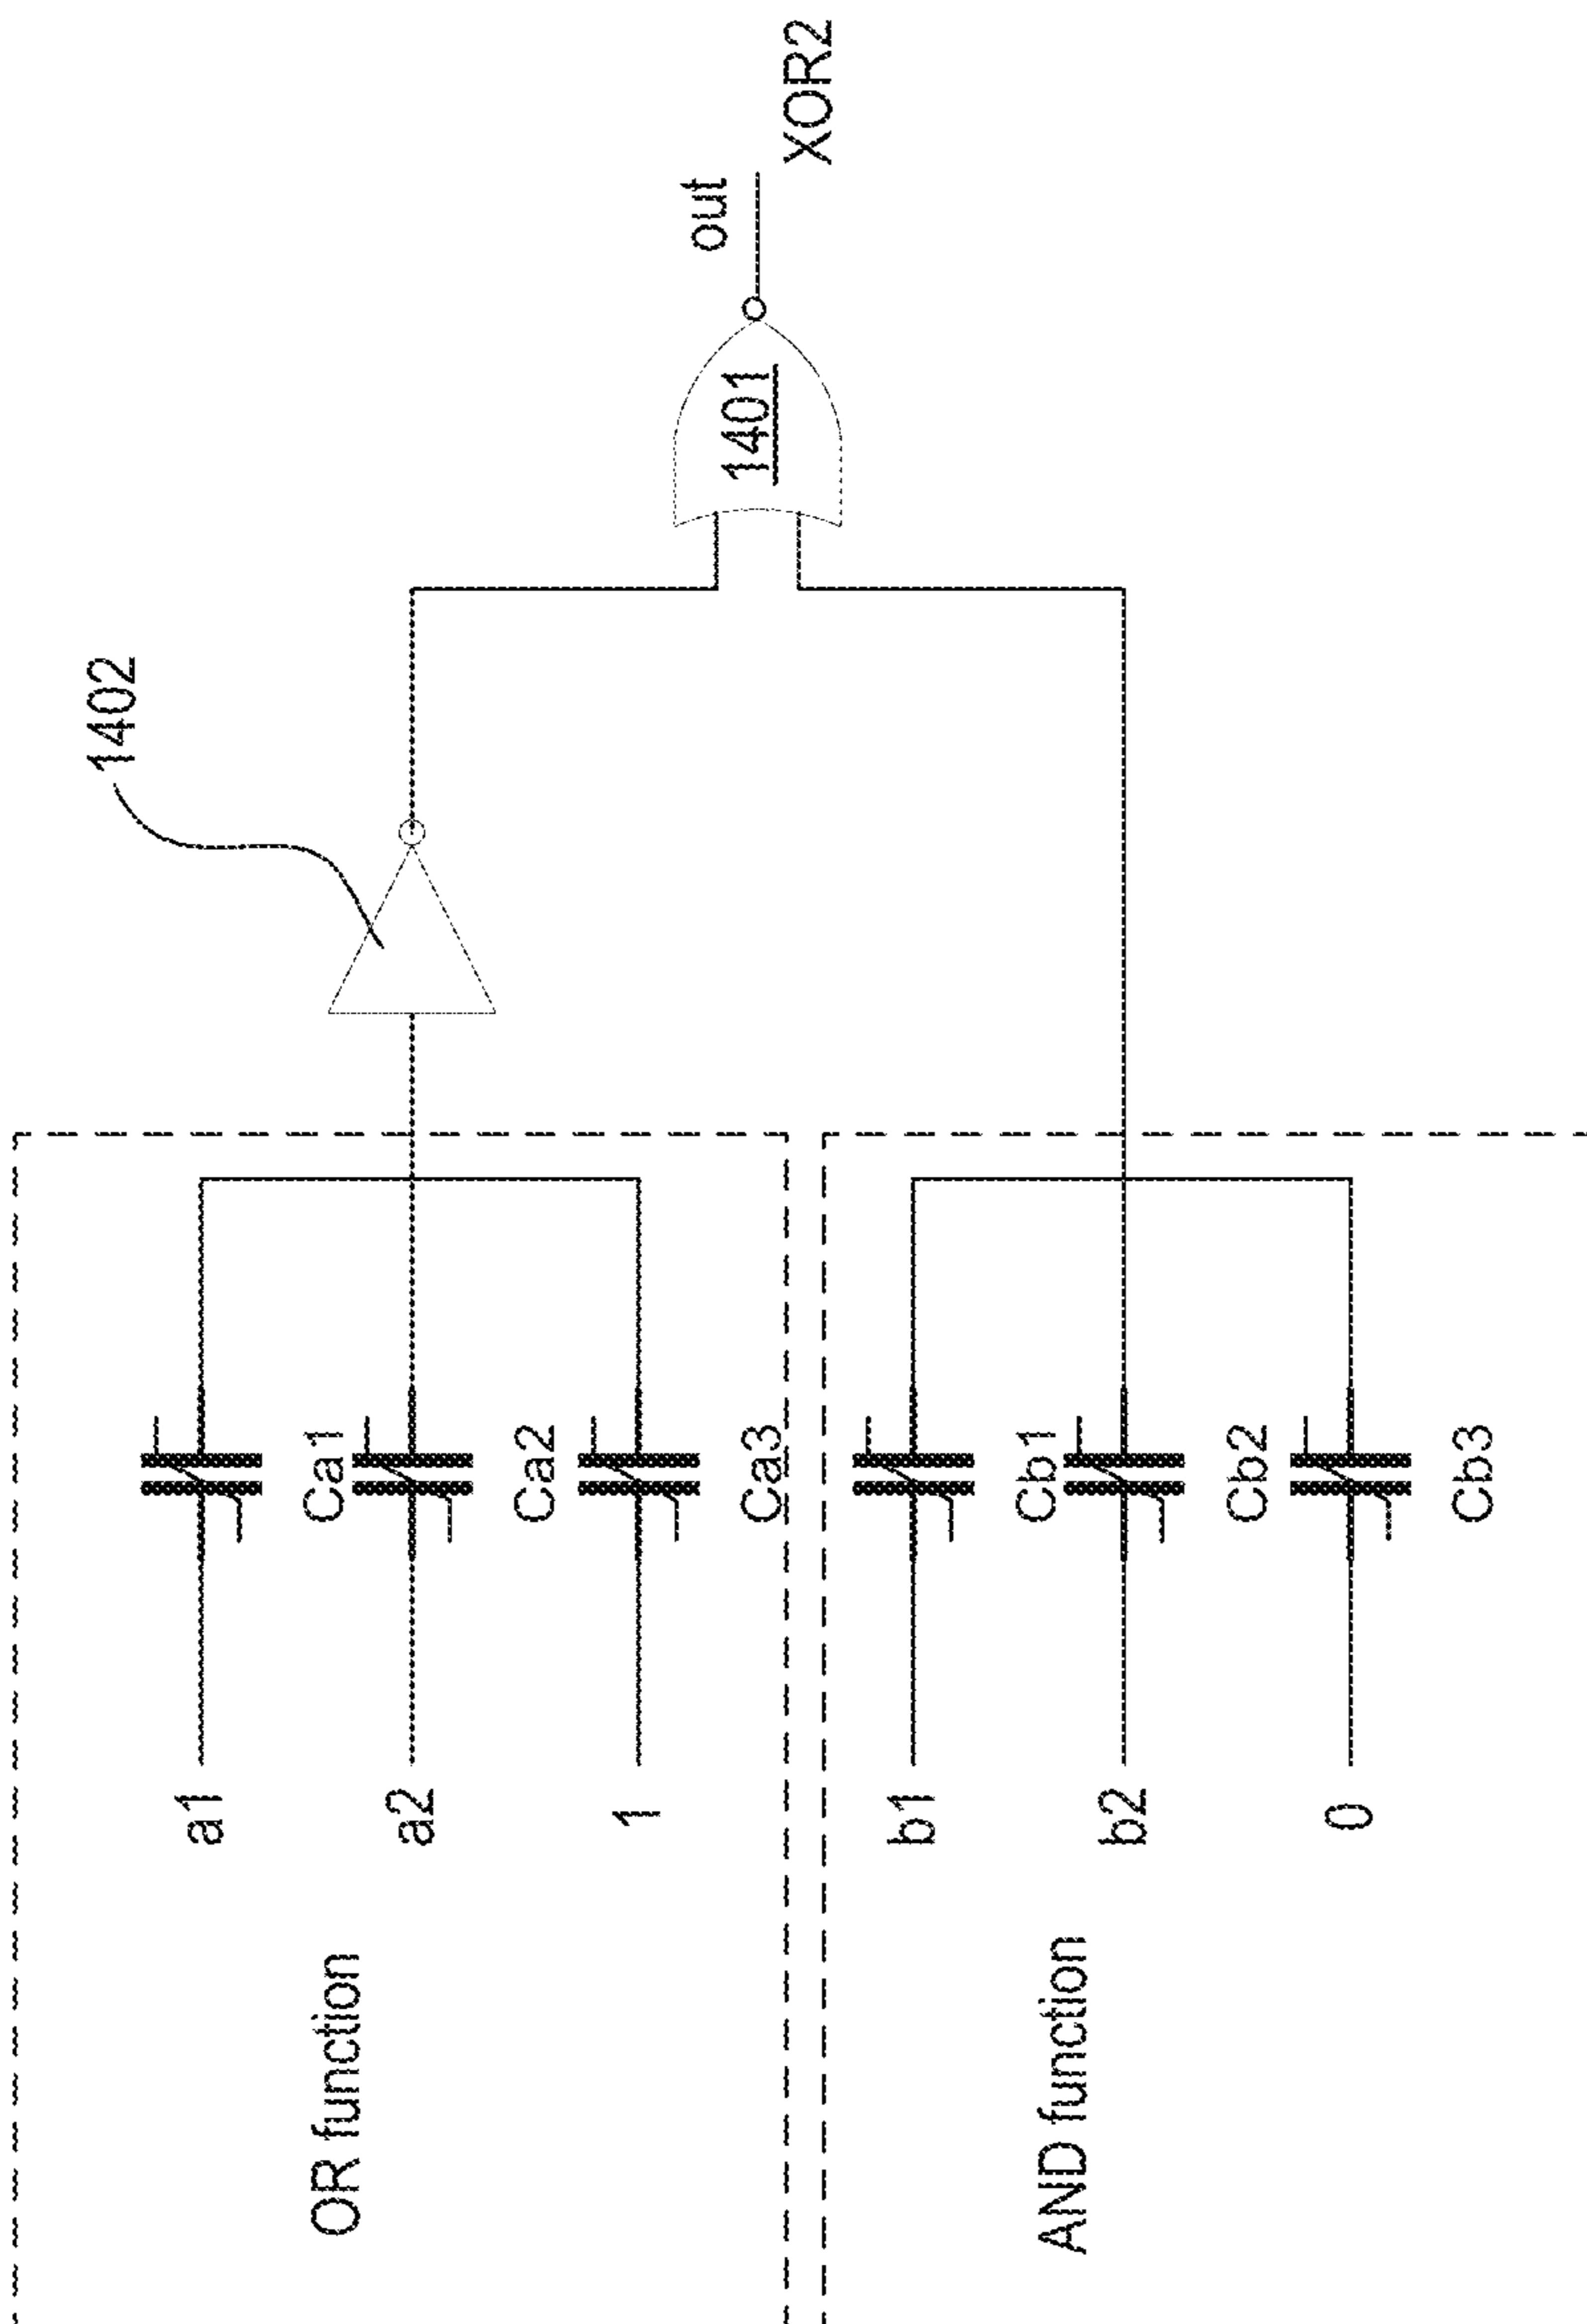 OR function
a1
Ca1
a2
Ca2
1
Ca3
1402
AND function
b1
Cb1
b2
Cb2
0
Cb3
1401
out
XOR2